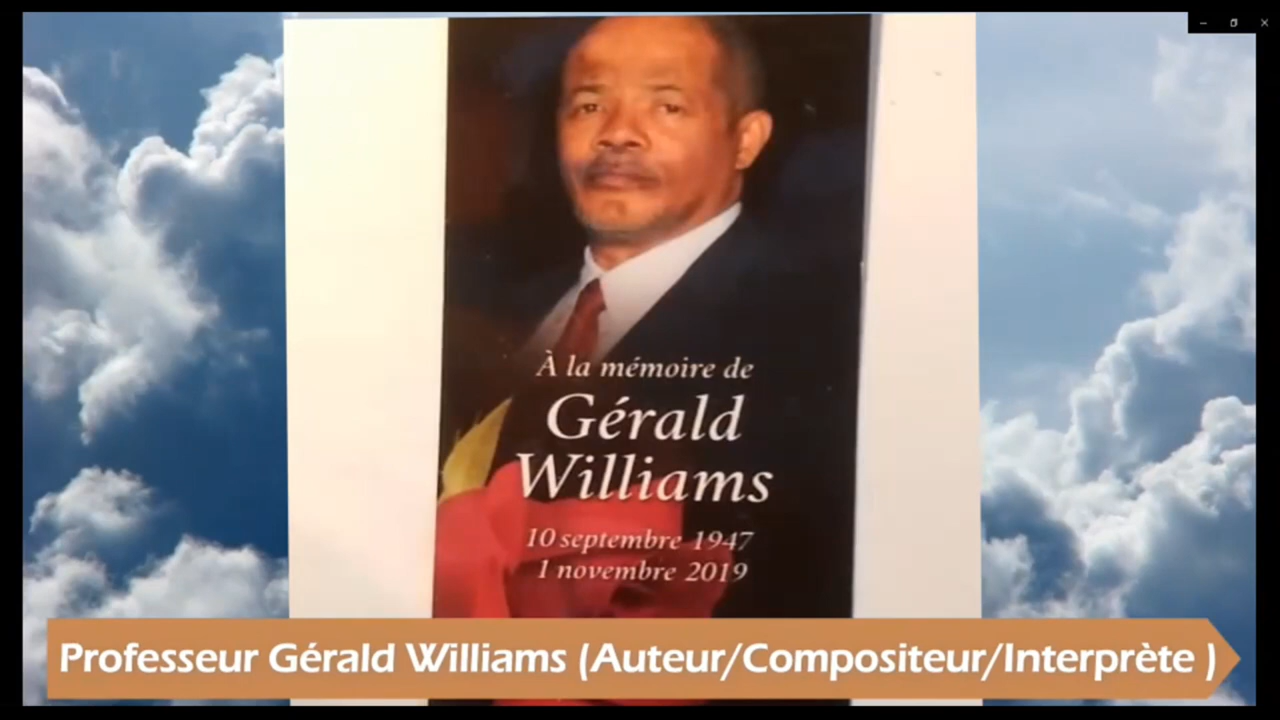 À la mémoire de
Gérald
Williams
10 septembre 1947
1 novembre 2019
Professeur Gérald Williams (Auteur/Compositeur/Interprète )